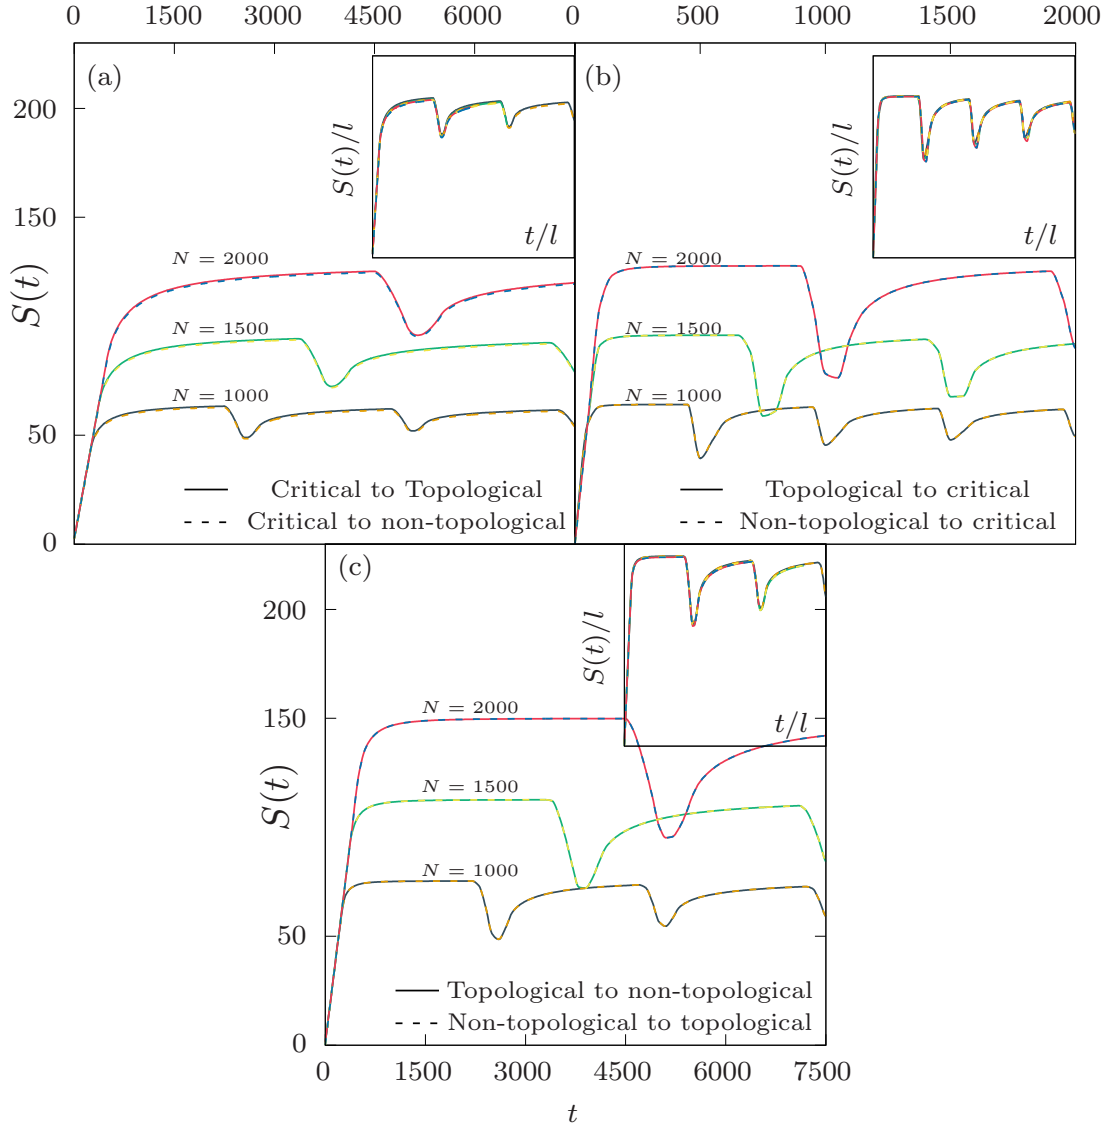 0 1500 3000 4500 6000 0 500 1000 1500 2000
(a) (b)
200
150
50
0
S(t)
S(t)/l
t/l
N = 2000
N = 1500
N = 1000
Critical to Topological
Critical to non-topological
S(t)/l
t/l
N = 2000
N = 1500
N = 1000
Topological to critical
Non-topological to critical
(c)
200
150
50
0
S(t)
S(t)/l
t/l
N = 2000
N = 1500
N = 1000
Topological to non-topological
Non-topological to topological
0 1500 3000 4500 6000 7500
t